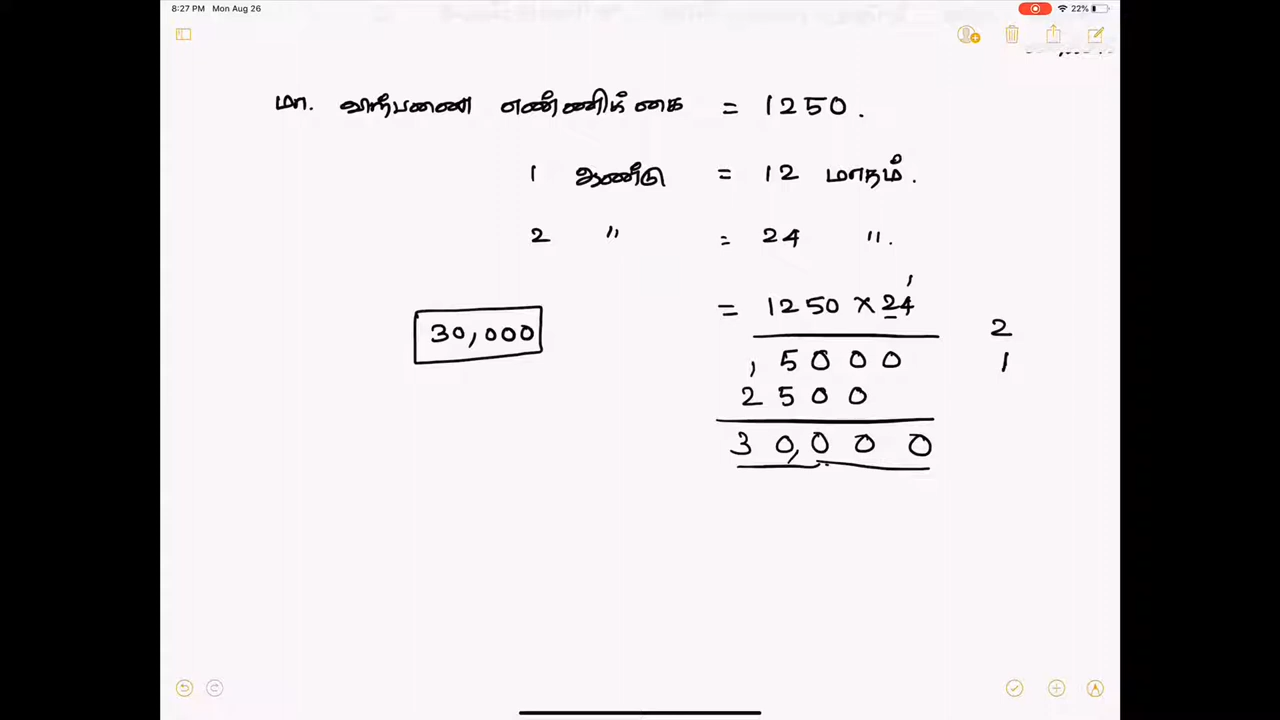 8:27 PM Mon Aug 26 22%
மா. விற்பனை எண்ணிக்கை = 1250.
1 ஆண்டு = 12 மாதம்.
2 " = 24 ".
= 1250 × 24
30,000
5000
2500
30,000
2
1